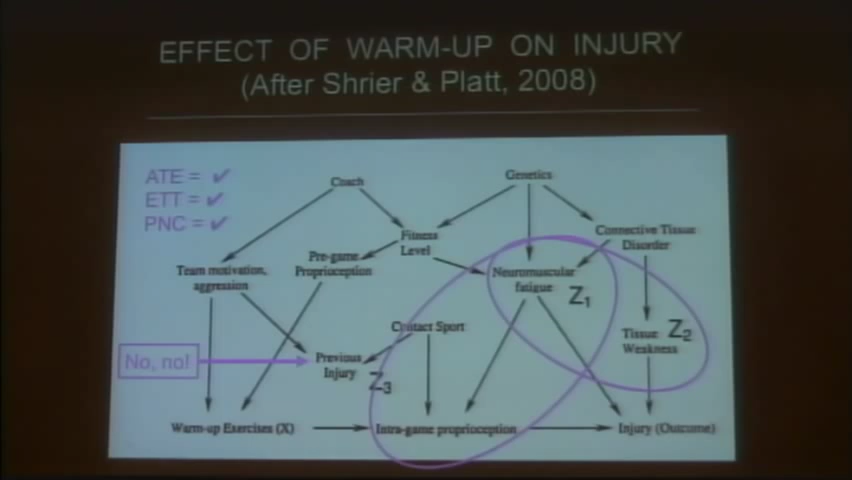 EFFECT OF WARM-UP ON INJURY
(After Shrier & Platt, 2008)
ATE = ✔
ETT = ✔
PNC = ✔
Coach
Genetics
Fitness
Level
Connective Tissue
Disorder
Pre-game
Proprioception
Team motivation,
aggression
Neuromuscular
fatigue
Z1
Contact Sport
Tissue
Weakness
Z2
No, no!
Previous
Injury
Z3
Warm-up Exercises (X)
Intra-game proprioception
Injury (Outcome)